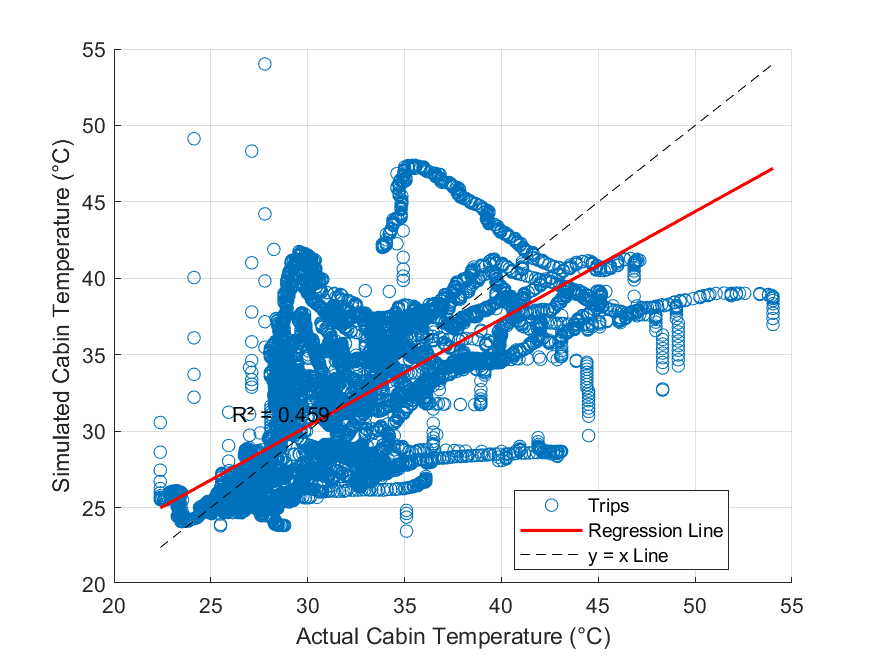 55
50
45
40
35
30
25
20
Simulated Cabin Temperature (°C)
R² = 0.459
Trips
Regression Line
y = x Line
20 25 30 35 40 45 50 55
Actual Cabin Temperature (°C)